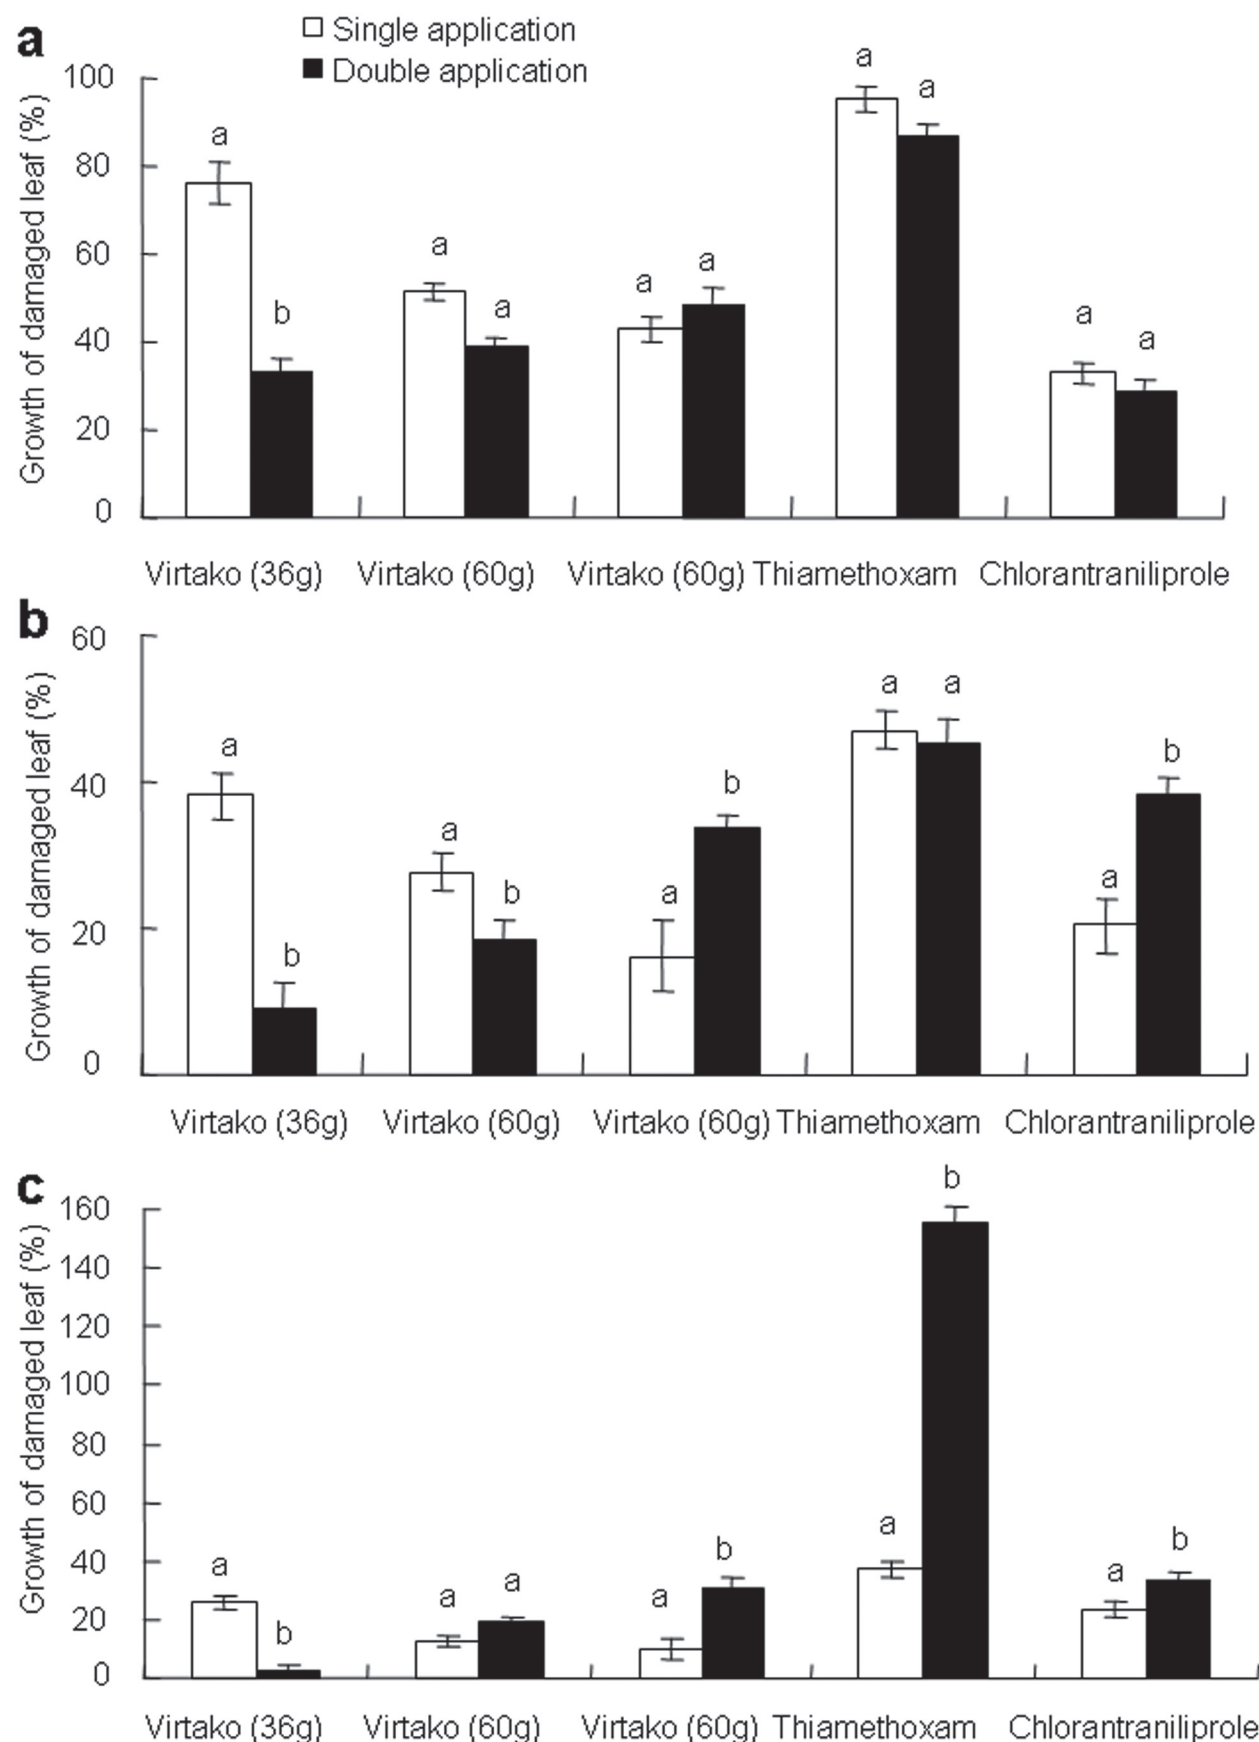 a
Single application
Double application
Growth of damaged leaf (%)
100
80
60
40
20
0
a
b
a
a
a
a
a
a
a
a
Virtako (36g) Virtako (60g) Virtako (60g) Thiamethoxam Chlorantraniliprole
b
Growth of damaged leaf (%)
60
40
20
0
a
b
a
b
a
b
a
a
a
b
Virtako (36g) Virtako (60g) Virtako (60g) Thiamethoxam Chlorantraniliprole
c
Growth of damaged leaf (%)
160
140
120
100
80
60
40
20
0
a
b
a
a
a
b
a
b
a
b
Virtako (36g) Virtako (60g) Virtako (60g) Thiamethoxam Chlorantraniliprole